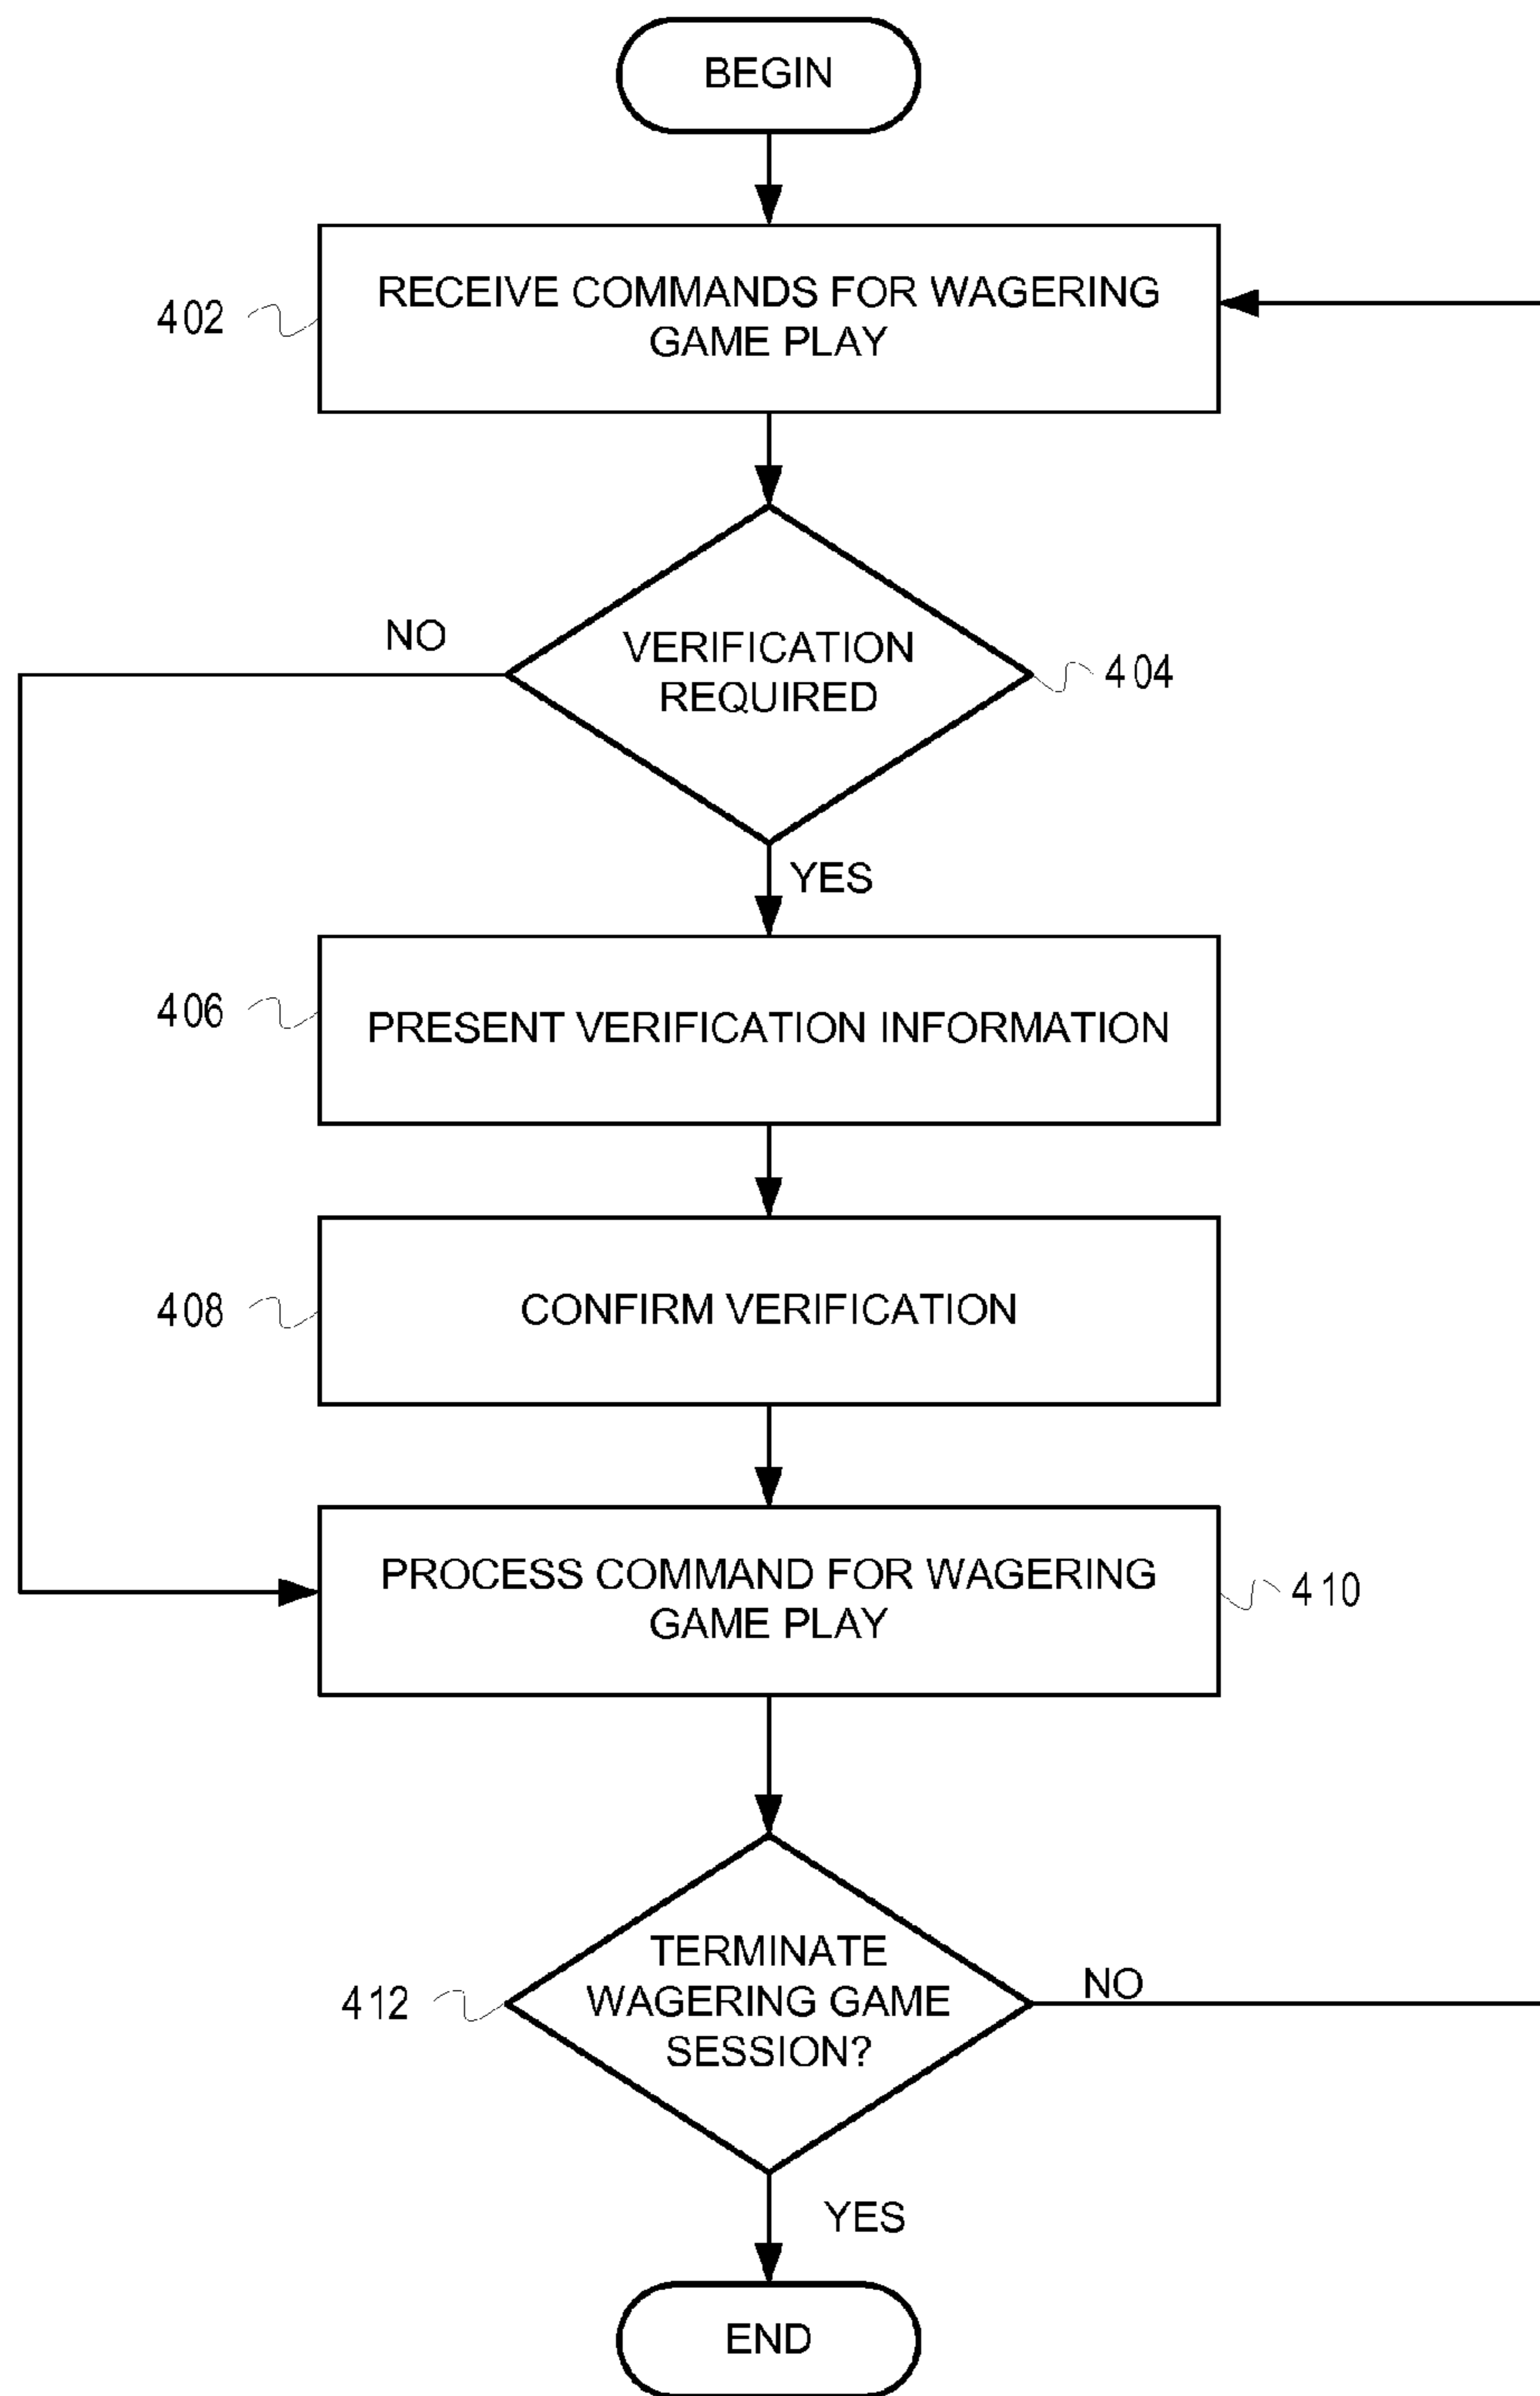 BEGIN
402
RECEIVE COMMANDS FOR WAGERING
GAME PLAY
NO
VERIFICATION
REQUIRED
404
YES
406
PRESENT VERIFICATION INFORMATION
408
CONFIRM VERIFICATION
PROCESS COMMAND FOR WAGERING
GAME PLAY
410
412
TERMINATE
WAGERING GAME
SESSION?
NO
YES
END